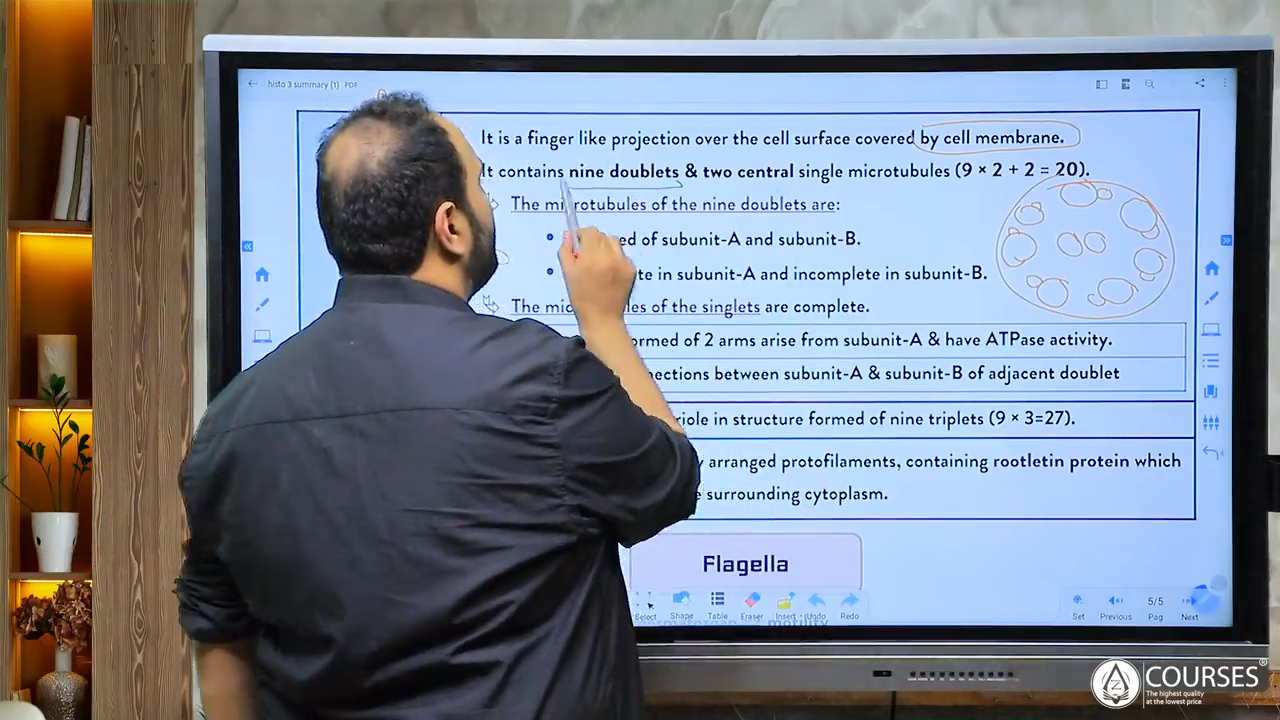 histo 3 summary (1) PDF
It is a finger like projection over the cell surface covered by cell membrane.
It contains nine doublets & two central single microtubules (9 × 2 + 2 = 20).
The microtubules of the nine doublets are:
ed of subunit-A and subunit-B.
te in subunit-A and incomplete in subunit-B.
The mic les of the singlets are complete.
ormed of 2 arms arise from subunit-A & have ATPase activity.
nections between subunit-A & subunit-B of adjacent doublet
riole in structure formed of nine triplets (9 × 3=27).
y arranged protofilaments, containing rootletin protein which
e surrounding cytoplasm.
Flagella
Select Shape Table Eraser Insert Undo Redo
Set Previous 5/5 Pag Next
motility
COURSES®
The highest quality
at the lowest price